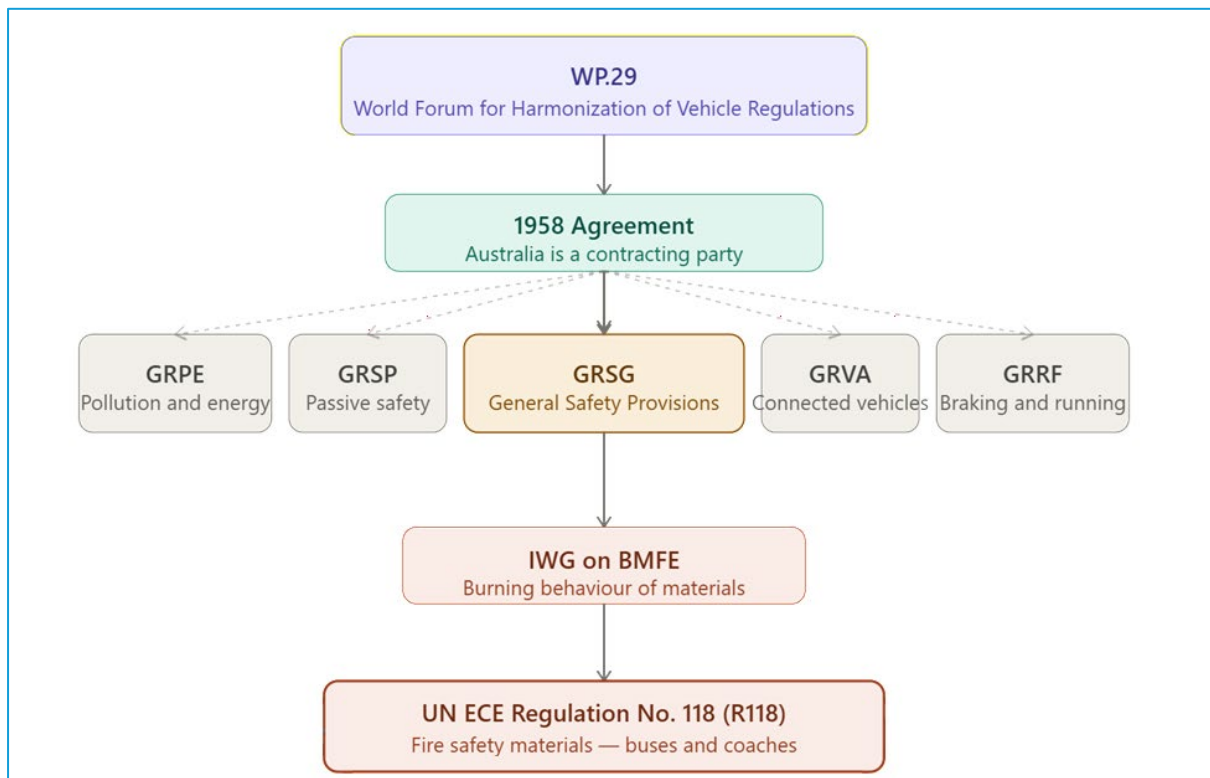 WP.29
World Forum for Harmonization of Vehicle Regulations
1958 Agreement
Australia is a contracting party
GRPE
Pollution and energy
GRSP
Passive safety
GRSG
General Safety Provisions
GRVA
Connected vehicles
GRRF
Braking and running
IWG on BMFE
Burning behaviour of materials
UN ECE Regulation No. 118 (R118)
Fire safety materials — buses and coaches